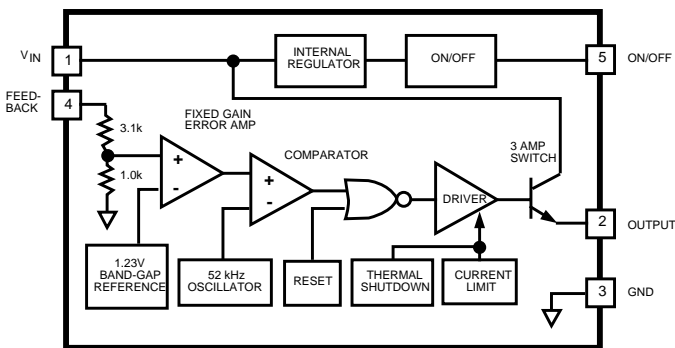 VIN
1
INTERNAL
REGULATOR
ON/OFF
5
ON/OFF
FEED-
BACK
4
3.1k
FIXED GAIN
ERROR AMP
+
-
1.0k
COMPARATOR
+
-
3 AMP
SWITCH
DRIVER
2
OUTPUT
1.23V
BAND-GAP
REFERENCE
52 kHz
OSCILLATOR
RESET
THERMAL
SHUTDOWN
CURRENT
LIMIT
3
GND